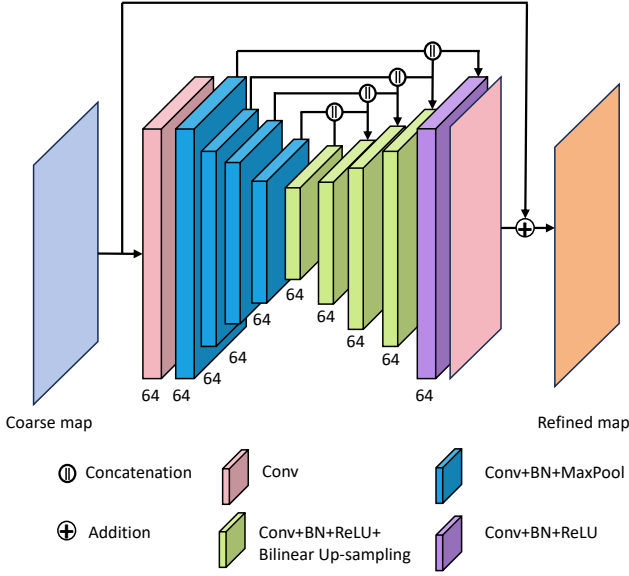 64
64
64
64
64
64
64
64
64
64
Coarse map
Refined map
Concatenation
Conv
Conv+BN+MaxPool
Addition
Conv+BN+ReLU+
Bilinear Up-sampling
Conv+BN+ReLU